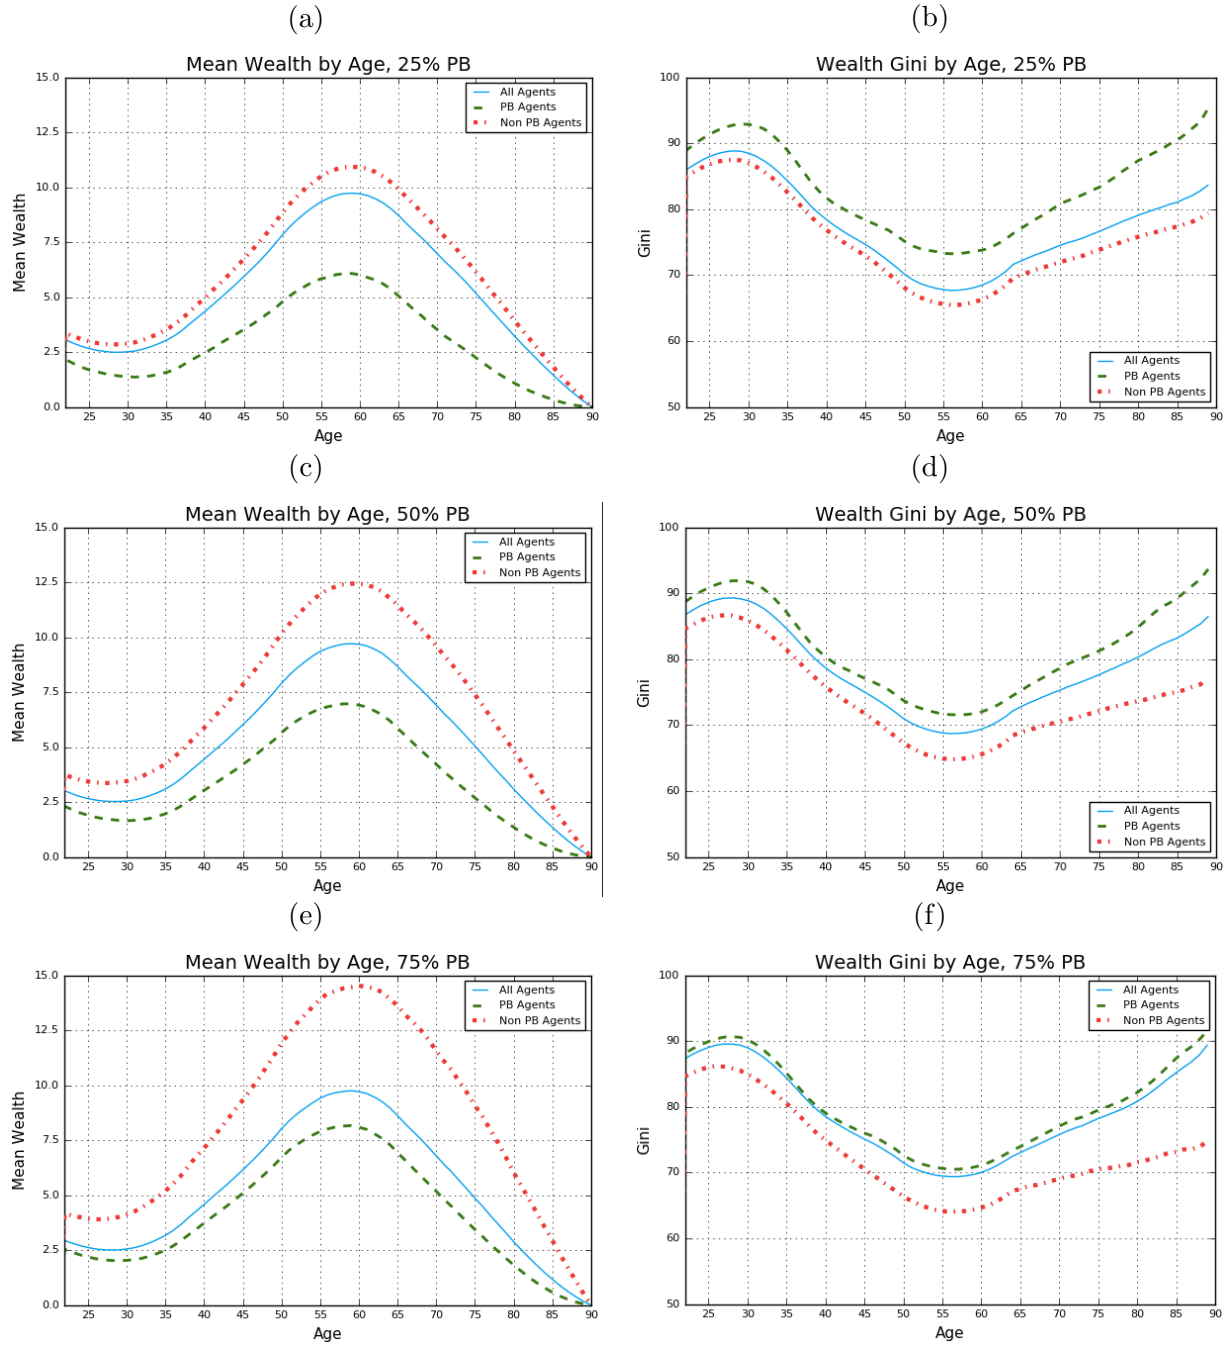 (a)
Mean Wealth by Age, 25% PB
15.0
12.5
10.0
7.5
5.0
2.5
0.0
Mean Wealth
All Agents
PB Agents
Non PB Agents
25 30 35 40 45 50 55 60 65 70 75 80 85 90
Age
(b)
Wealth Gini by Age, 25% PB
100
90
80
70
60
50
Gini
All Agents
PB Agents
Non PB Agents
25 30 35 40 45 50 55 60 65 70 75 80 85 90
Age
(c)
Mean Wealth by Age, 50% PB
15.0
12.5
10.0
7.5
5.0
2.5
0.0
Mean Wealth
All Agents
PB Agents
Non PB Agents
25 30 35 40 45 50 55 60 65 70 75 80 85 90
Age
(d)
Wealth Gini by Age, 50% PB
100
90
80
70
60
50
Gini
All Agents
PB Agents
Non PB Agents
25 30 35 40 45 50 55 60 65 70 75 80 85 90
Age
(e)
Mean Wealth by Age, 75% PB
15.0
12.5
10.0
7.5
5.0
2.5
0.0
Mean Wealth
All Agents
PB Agents
Non PB Agents
25 30 35 40 45 50 55 60 65 70 75 80 85 90
Age
(f)
Wealth Gini by Age, 75% PB
100
90
80
70
60
50
Gini
All Agents
PB Agents
Non PB Agents
25 30 35 40 45 50 55 60 65 70 75 80 85 90
Age